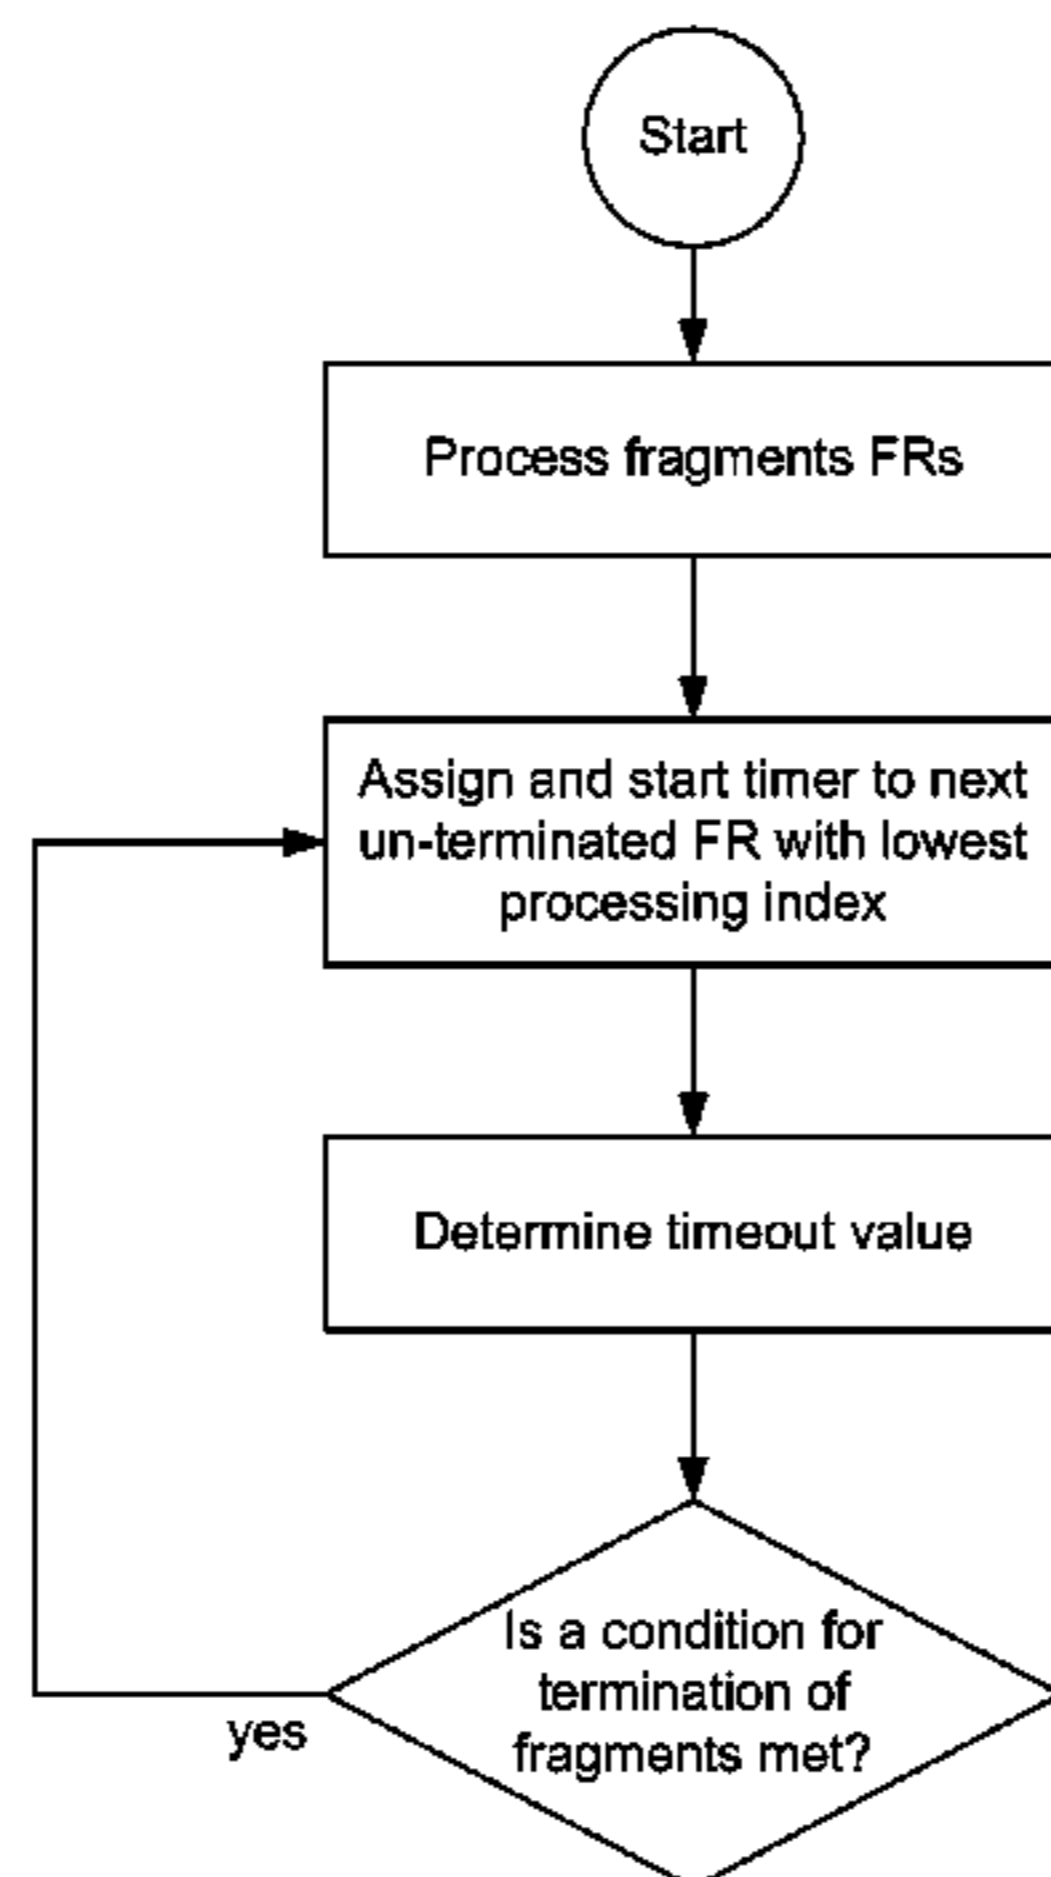 Start
Process fragments FRs
Assign and start timer to next
un-terminated FR with lowest
processing index
Determine timeout value
Is a condition for
termination of
fragments met?
yes